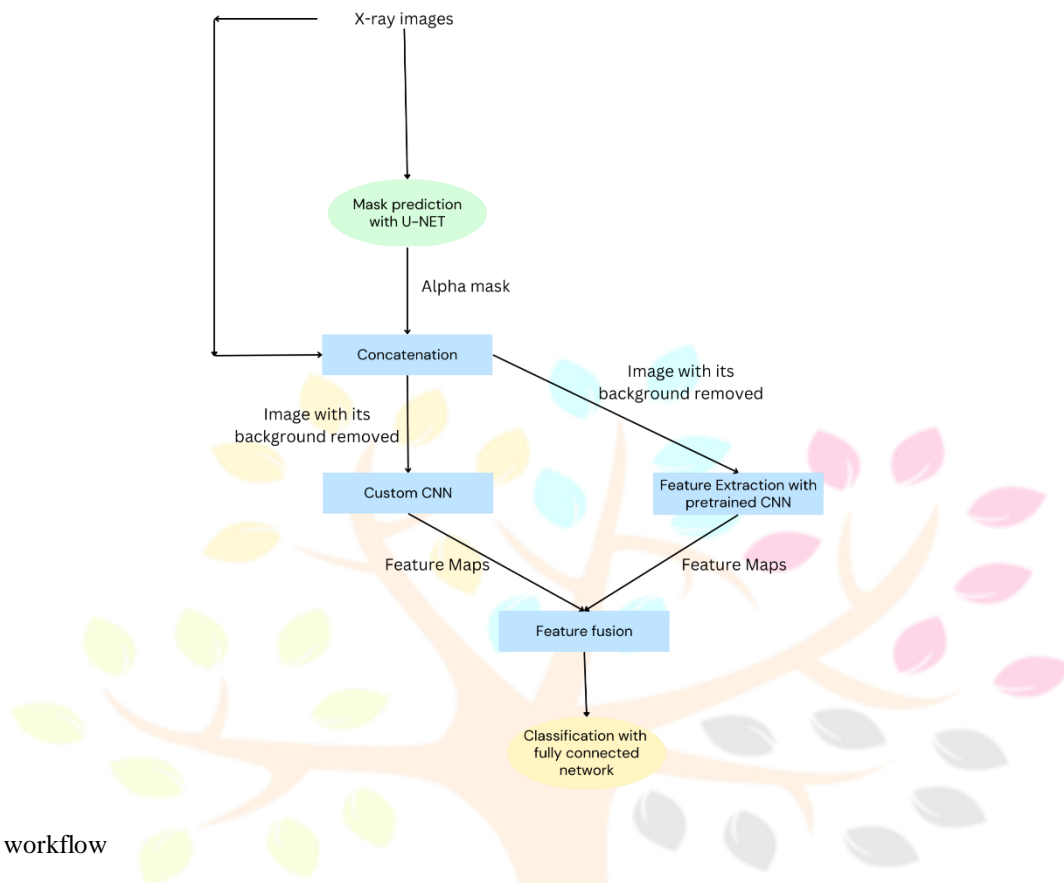 X-ray images
Mask prediction
with U-NET
Alpha mask
Concatenation
Image with its
background removed
Image with its
background removed
Custom CNN
Feature Extraction with
pretrained CNN
Feature Maps
Feature Maps
Feature fusion
Classification with
fully connected
network
workflow